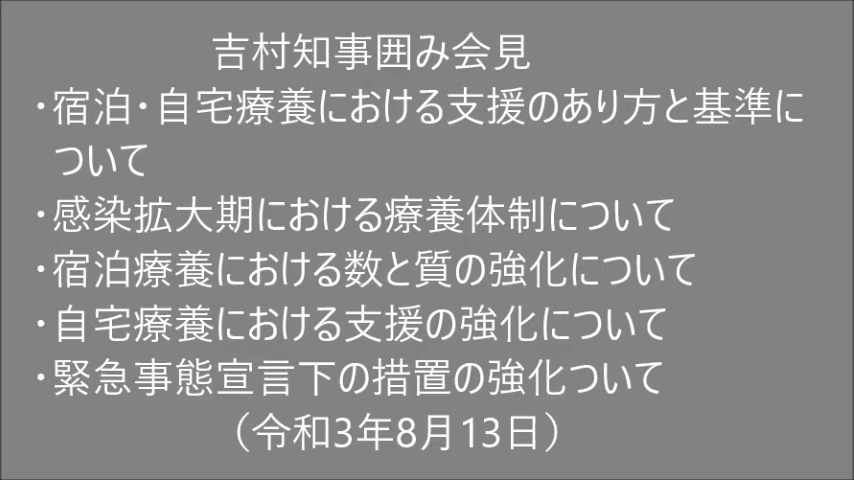 吉村知事囲み会見
・宿泊・自宅療養における支援のあり方と基準に
ついて
・感染拡大期における療養体制について
・宿泊療養における数と質の強化について
・自宅療養における支援の強化について
・緊急事態宣言下の措置の強化ついて
（令和3年8月13日）